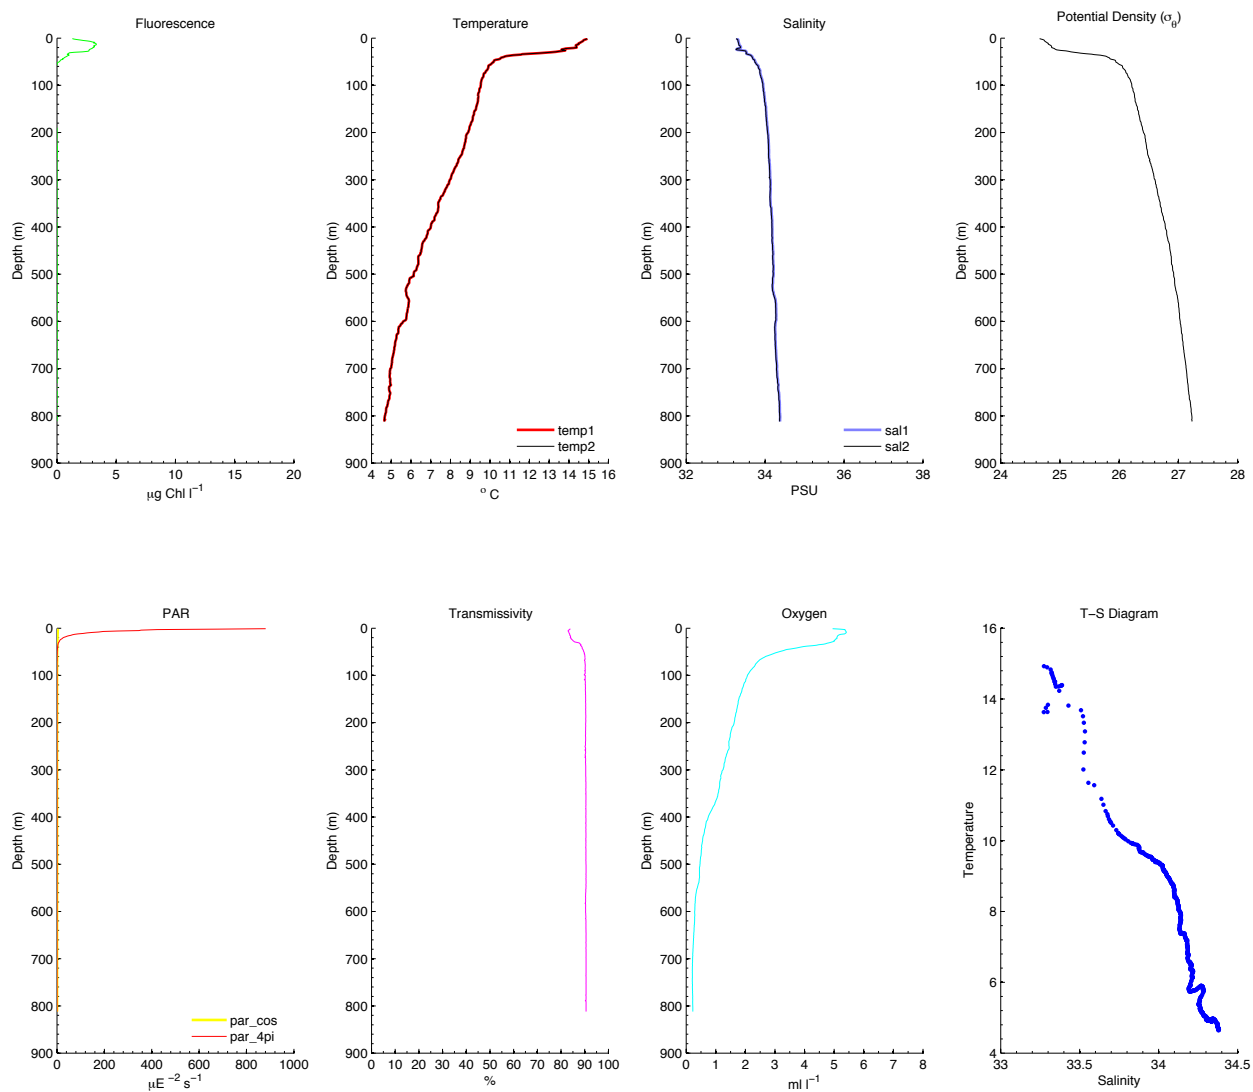 Fluorescence
0
100
200
300
400
500
600
700
800
900
Depth (m)
0 5 10 15 20
μg Chl l⁻¹
Temperature
0
100
200
300
400
500
600
700
800
900
Depth (m)
temp1
temp2
4 5 6 7 8 9 10 11 12 13 14 15 16
° C
Salinity
0
100
200
300
400
500
600
700
800
900
Depth (m)
sal1
sal2
32 34 36 38
PSU
Potential Density (σθ)
0
100
200
300
400
500
600
700
800
900
Depth (m)
24 25 26 27 28
PAR
0
100
200
300
400
500
600
700
800
900
Depth (m)
par_cos
par_4pi
0 200 400 600 800 1000
μE⁻² s⁻¹
Transmissivity
0
100
200
300
400
500
600
700
800
900
Depth (m)
0 10 20 30 40 50 60 70 80 90 100
%
Oxygen
0
100
200
300
400
500
600
700
800
900
Depth (m)
0 1 2 3 4 5 6 7 8
ml l⁻¹
T−S Diagram
16
14
12
10
8
6
4
Temperature
33 33.5 34 34.5
Salinity